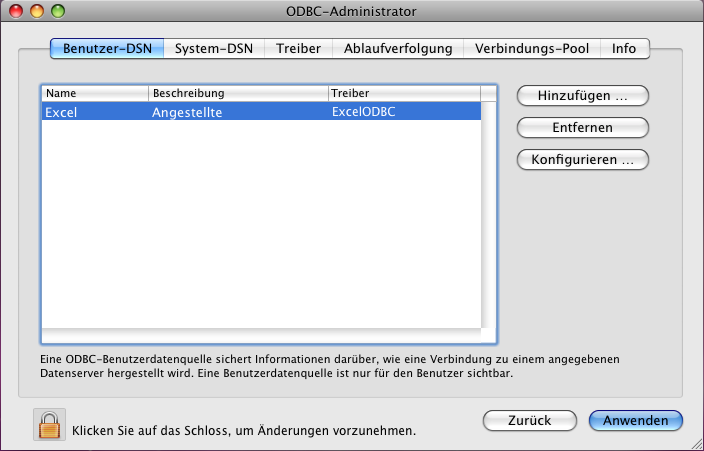 ODBC-Administrator
Benutzer-DSN System-DSN Treiber Ablaufverfolgung Verbindungs-Pool Info
Name Beschreibung Treiber
Excel Angestellte ExcelODBC
Hinzufügen ...
Entfernen
Konfigurieren ...
Eine ODBC-Benutzerdatenquelle sichert Informationen darüber, wie eine Verbindung zu einem angegebenen
Datenserver hergestellt wird. Eine Benutzerdatenquelle ist nur für den Benutzer sichtbar.
Klicken Sie auf das Schloss, um Änderungen vorzunehmen.
Zurück Anwenden